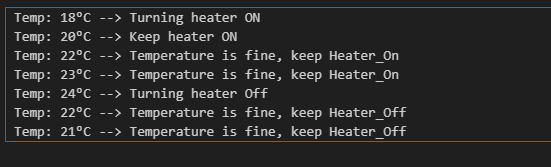 Temp: 18°C --> Turning heater ON
Temp: 20°C --> Keep heater ON
Temp: 22°C --> Temperature is fine, keep Heater_On
Temp: 23°C --> Temperature is fine, keep Heater_On
Temp: 24°C --> Turning heater Off
Temp: 22°C --> Temperature is fine, keep Heater_Off
Temp: 21°C --> Temperature is fine, keep Heater_Off